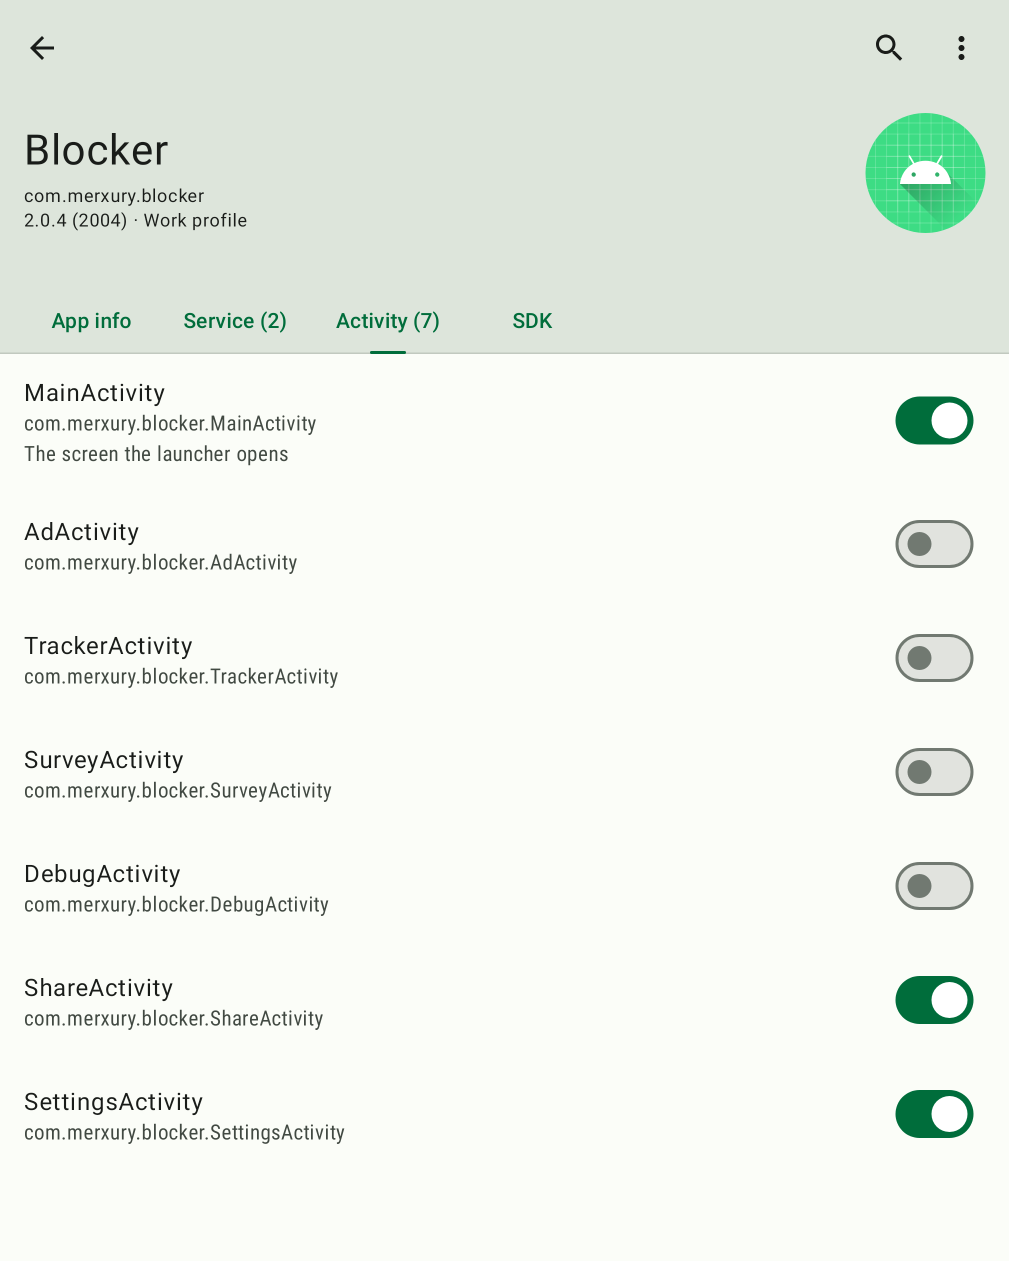 Blocker
com.merxury.blocker
2.0.4 (2004) · Work profile
App info
Service (2)
Activity (7)
SDK
MainActivity
com.merxury.blocker.MainActivity
The screen the launcher opens
AdActivity
com.merxury.blocker.AdActivity
TrackerActivity
com.merxury.blocker.TrackerActivity
SurveyActivity
com.merxury.blocker.SurveyActivity
DebugActivity
com.merxury.blocker.DebugActivity
ShareActivity
com.merxury.blocker.ShareActivity
SettingsActivity
com.merxury.blocker.SettingsActivity